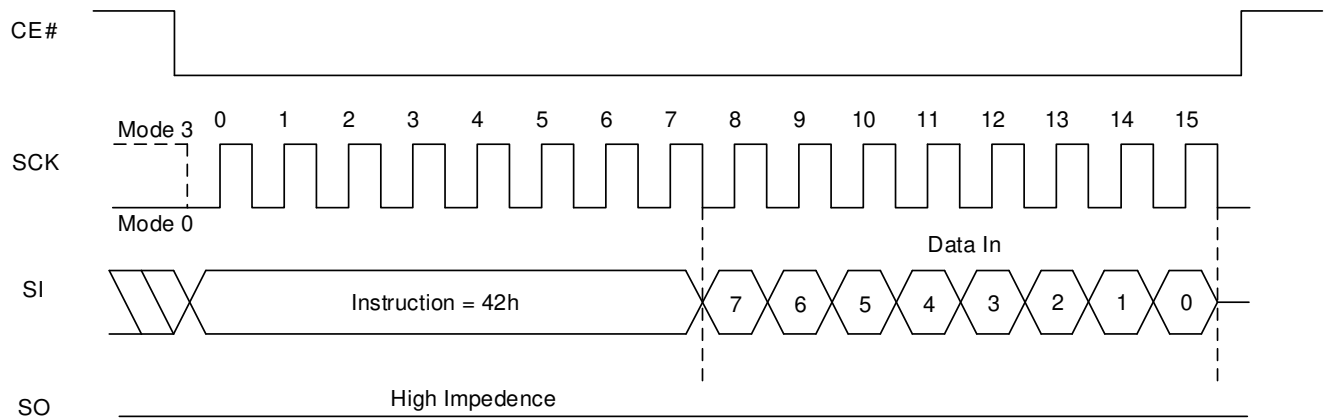 CE#
0 1 2 3 4 5 6 7 8 9 10 11 12 13 14 15
Mode 3
SCK
Mode 0
Data In
SI
Instruction = 42h
7 6 5 4 3 2 1 0
High Impedence
SO